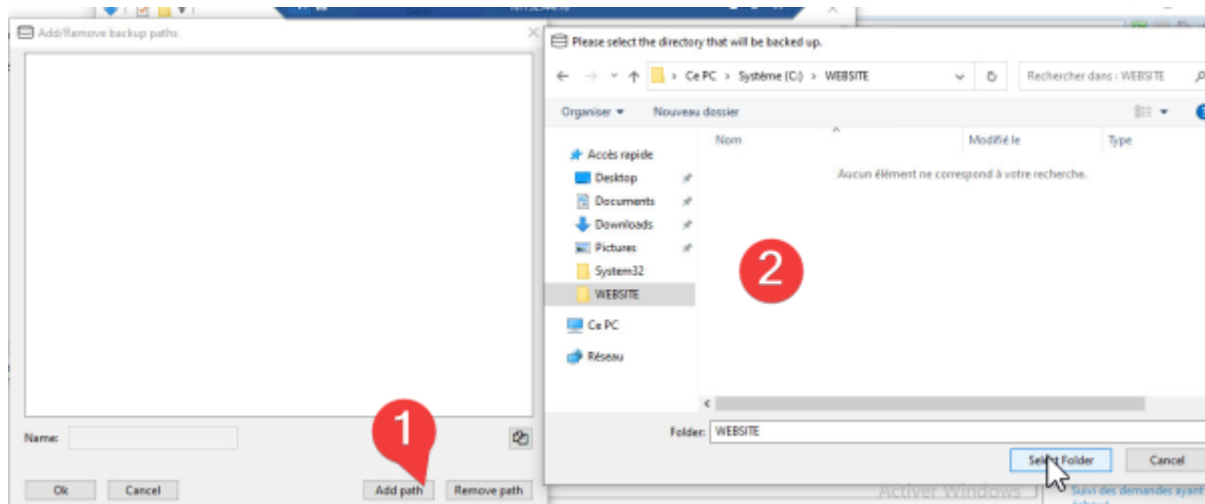 Add/Remove backup paths
Name:
Ok
Cancel
Add path
Remove path
1
Please select the directory that will be backed up.
Ce PC > Système (C:) > WEBSITE
Rechercher dans : WEBSITE
Organiser
Nouveau dossier
Nom
Modifié le
Type
Accès rapide
Desktop
Documents
Downloads
Pictures
System32
WEBSITE
Ce PC
Réseau
Aucun élément ne correspond à votre recherche.
2
Folder: WEBSITE
Select Folder
Cancel
Activer Windows
Suivi des demandes ayant